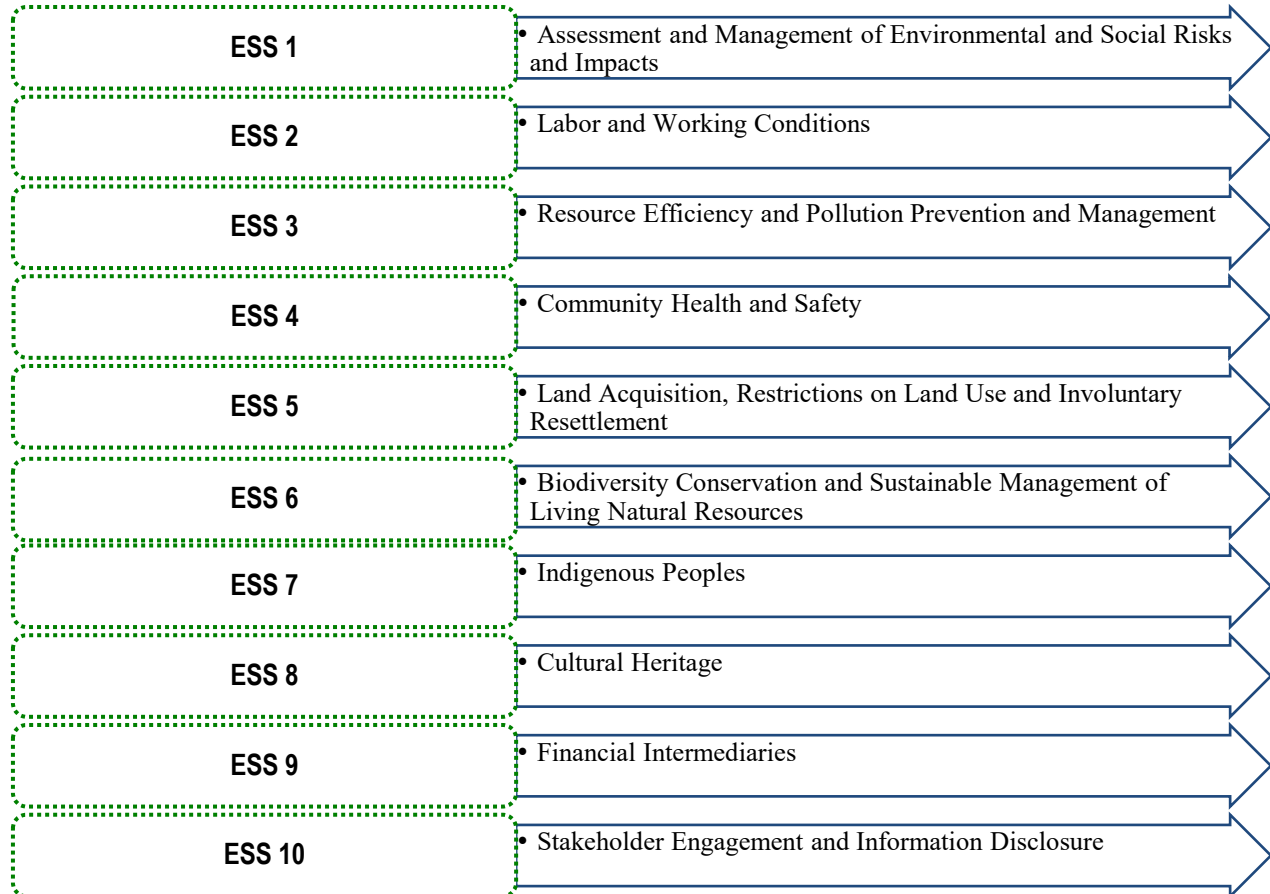 ESS 1
• Assessment and Management of Environmental and Social Risks
and Impacts
ESS 2
• Labor and Working Conditions
ESS 3
• Resource Efficiency and Pollution Prevention and Management
ESS 4
• Community Health and Safety
ESS 5
• Land Acquisition, Restrictions on Land Use and Involuntary
Resettlement
ESS 6
• Biodiversity Conservation and Sustainable Management of
Living Natural Resources
ESS 7
• Indigenous Peoples
ESS 8
• Cultural Heritage
ESS 9
• Financial Intermediaries
ESS 10
• Stakeholder Engagement and Information Disclosure